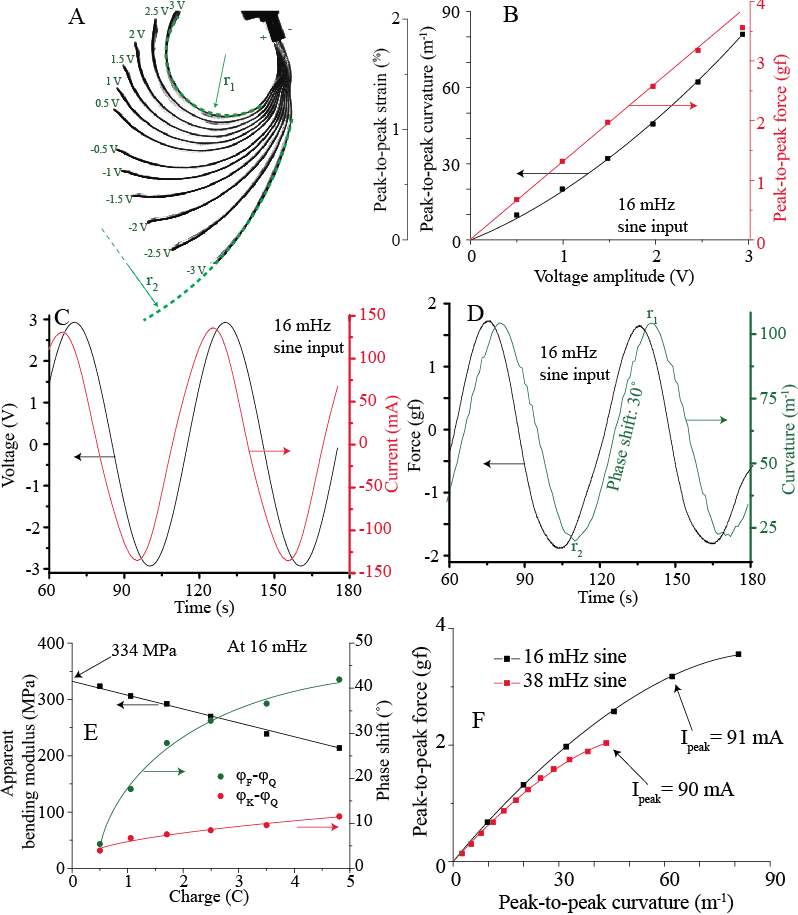 A
3 V
2.5 V
2 V
1.5 V
1 V
0.5 V
-0.5 V
-1 V
-1.5 V
-2 V
-2.5 V
-3 V
+ -
r1
r2
B
Peak-to-peak strain (%)
0
1
2
Peak-to-peak curvature (m-1)
0
30
60
90
Peak-to-peak force (gf)
0
1
2
3
4
16 mHz
sine input
0 1 2 3
Voltage amplitude (V)
C
16 mHz
sine input
Voltage (V)
3
2
1
0
-1
-2
-3
Current (mA)
150
100
50
0
-50
-100
-150
60 90 120 150 180
Time (s)
D
16 mHz
sine input
r1
r2
Phase shift: 30°
Force (gf)
2
1
0
-1
-2
Curvature (m-1)
100
75
50
25
60 90 120 150 180
Time (s)
E
334 MPa
At 16 mHz
Apparent
bending modulus (MPa)
400
300
200
100
0
Phase shift (°)
50
40
30
20
10
0
φF-φQ
φK-φQ
0 1 2 3 4 5
Charge (C)
F
16 mHz sine
38 mHz sine
Ipeak= 91 mA
Ipeak= 90 mA
Peak-to-peak force (gf)
4
2
0
0 30 60 90
Peak-to-peak curvature (m-1)